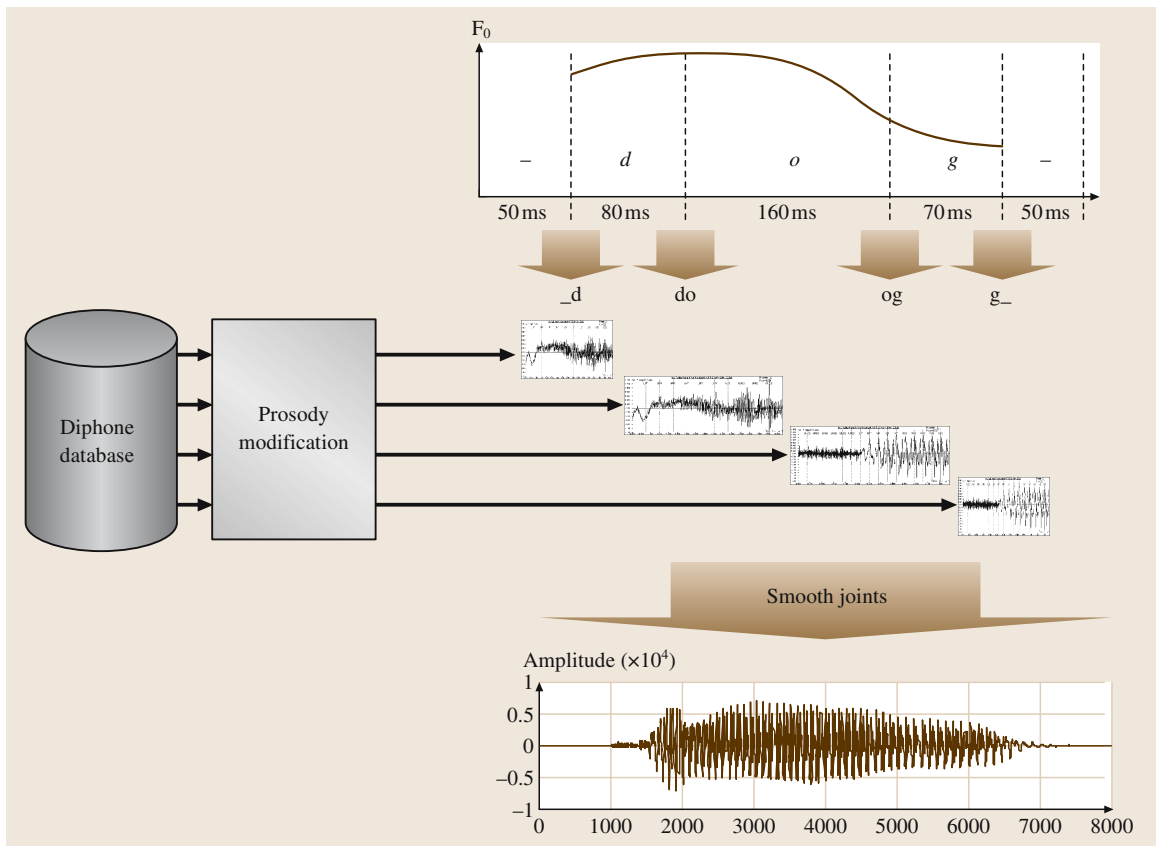 F₀
– d o g –
50 ms 80 ms 160 ms 70 ms 50 ms
_d do og g_
Diphone
database
Prosody
modification
Smooth joints
Amplitude (×10⁴)
1
0.5
0
–0.5
–1
0 1000 2000 3000 4000 5000 6000 7000 8000